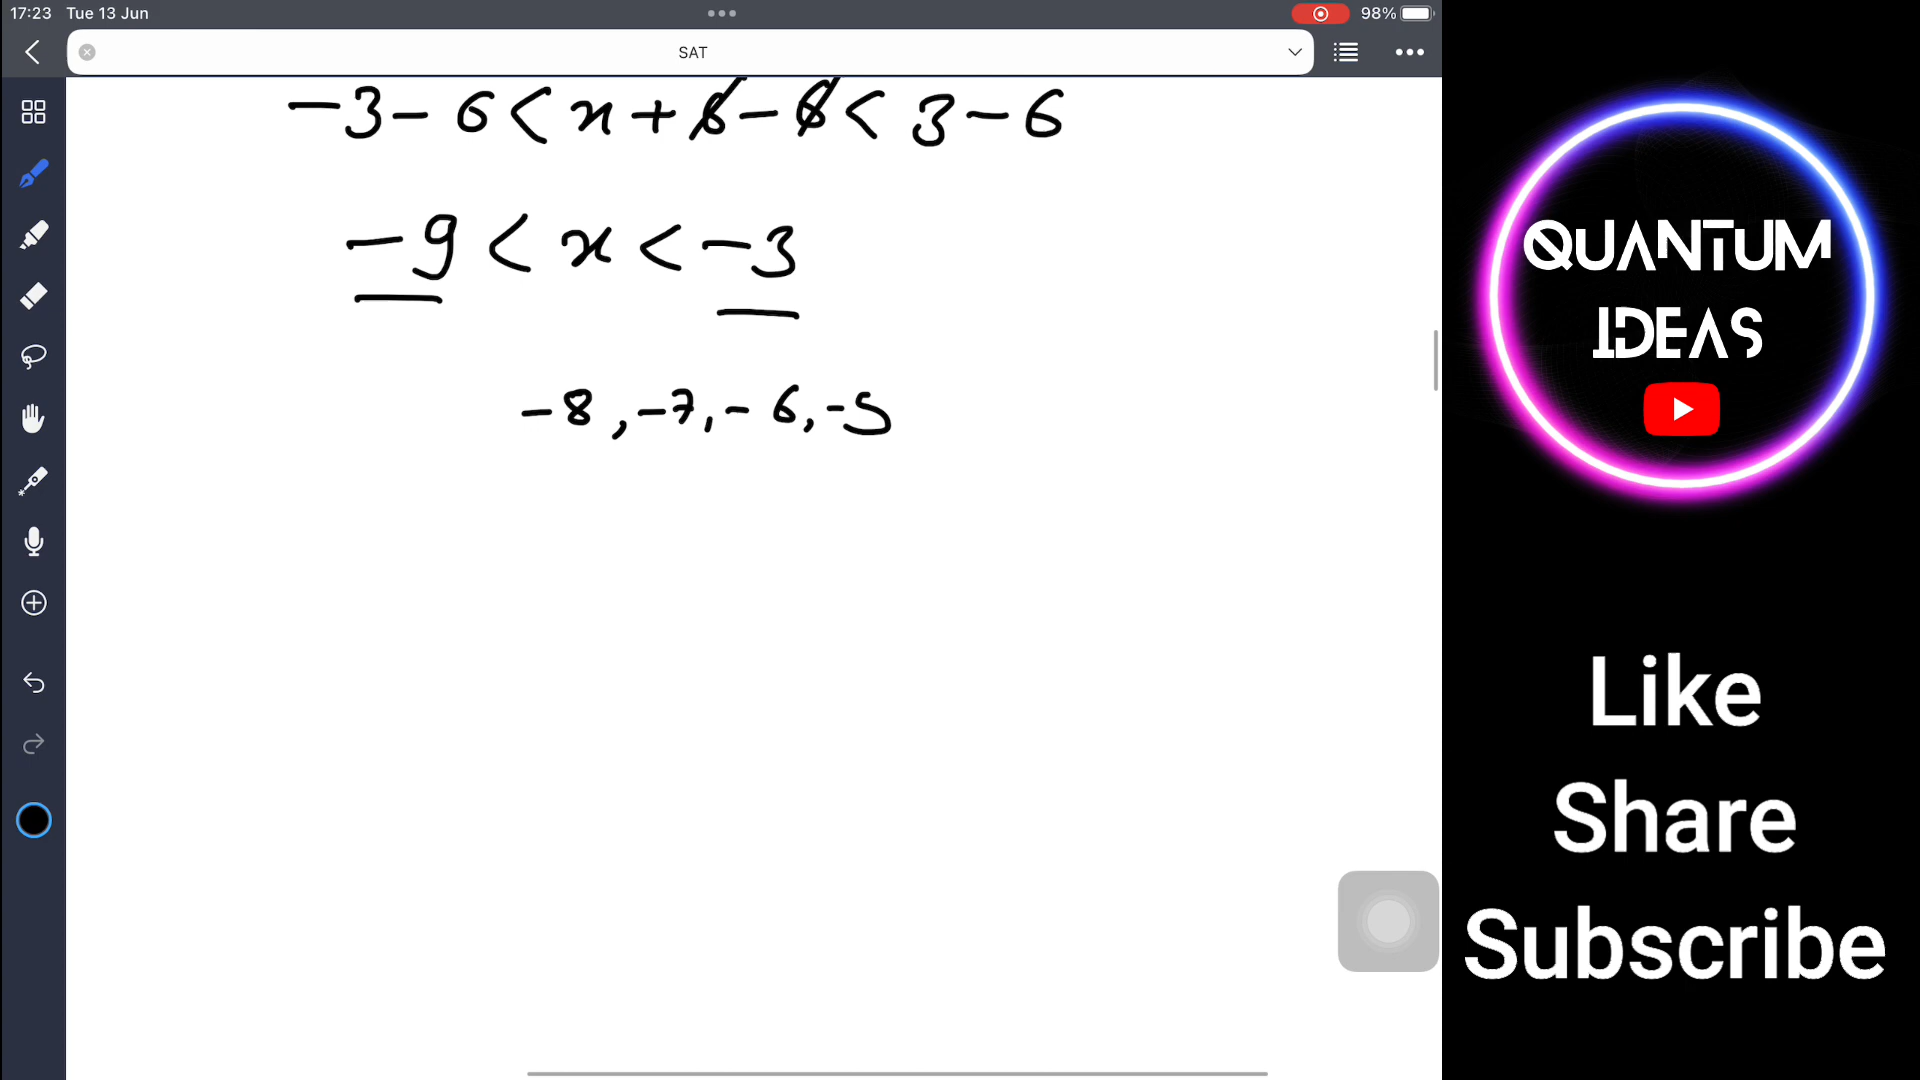 17:23 Tue 13 Jun
98%
SAT
-3-6<x+6-6<3-6
-9<x<-3
-8,-7,-6,-5
QUANTUM
IDEAS
Like
Share
Subscribe